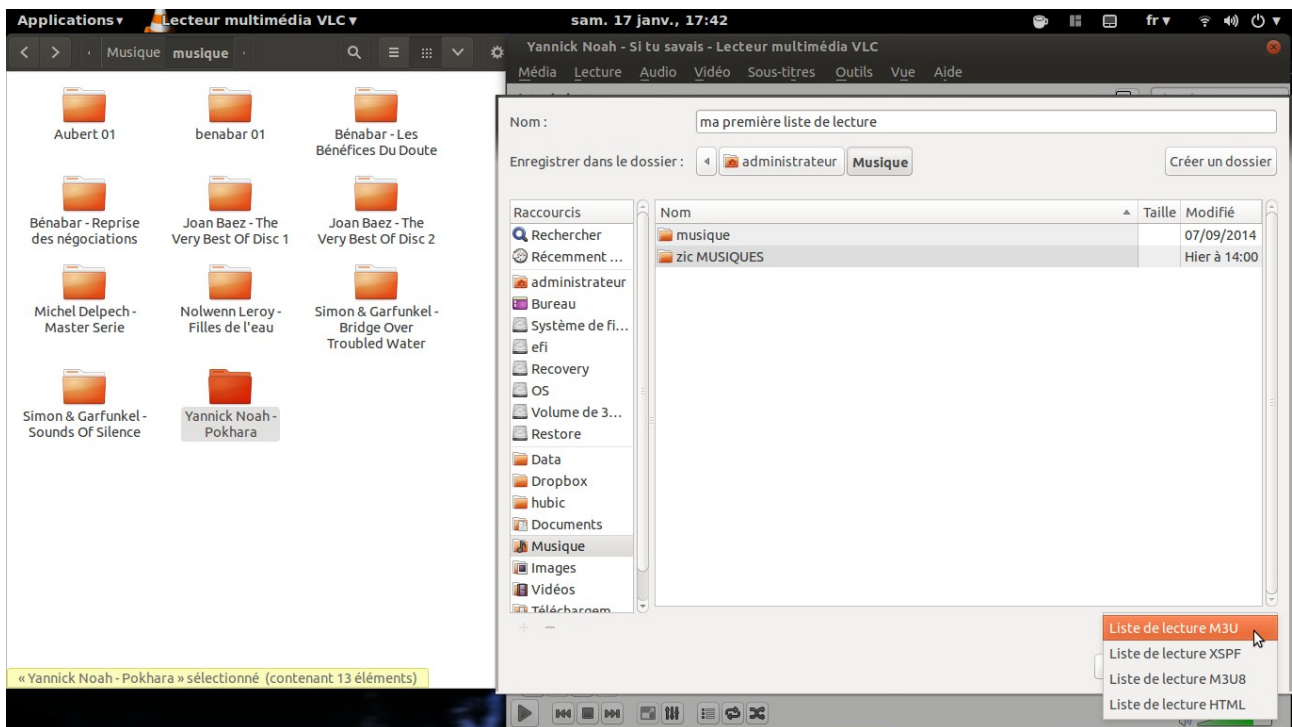 Applications▾ Lecteur multimédia VLC▾ sam. 17 janv., 17:42 fr▾
Musique musique
Aubert 01
benabar 01
Bénabar - Les
Bénéfices Du Doute
Bénabar - Reprise
des négociations
Joan Baez - The
Very Best Of Disc 1
Joan Baez - The
Very Best Of Disc 2
Michel Delpech -
Master Serie
Nolwenn Leroy -
Filles de l'eau
Simon & Garfunkel -
Bridge Over
Troubled Water
Simon & Garfunkel -
Sounds Of Silence
Yannick Noah -
Pokhara
« Yannick Noah - Pokhara » sélectionné (contenant 13 éléments)
Yannick Noah - Si tu savais - Lecteur multimédia VLC
Média Lecture Audio Vidéo Sous-titres Outils Vue Aide
Nom : ma première liste de lecture
Enregistrer dans le dossier : administrateur Musique Créer un dossier
Raccourcis
Rechercher
Récemment ...
administrateur
Bureau
Système de fi...
efi
Recovery
OS
Volume de 3...
Restore
Data
Dropbox
hubic
Documents
Musique
Images
Vidéos
Téléchargem
Nom Taille Modifié
musique 07/09/2014
zic MUSIQUES Hier à 14:00
Liste de lecture M3U
Liste de lecture XSPF
Liste de lecture M3U8
Liste de lecture HTML